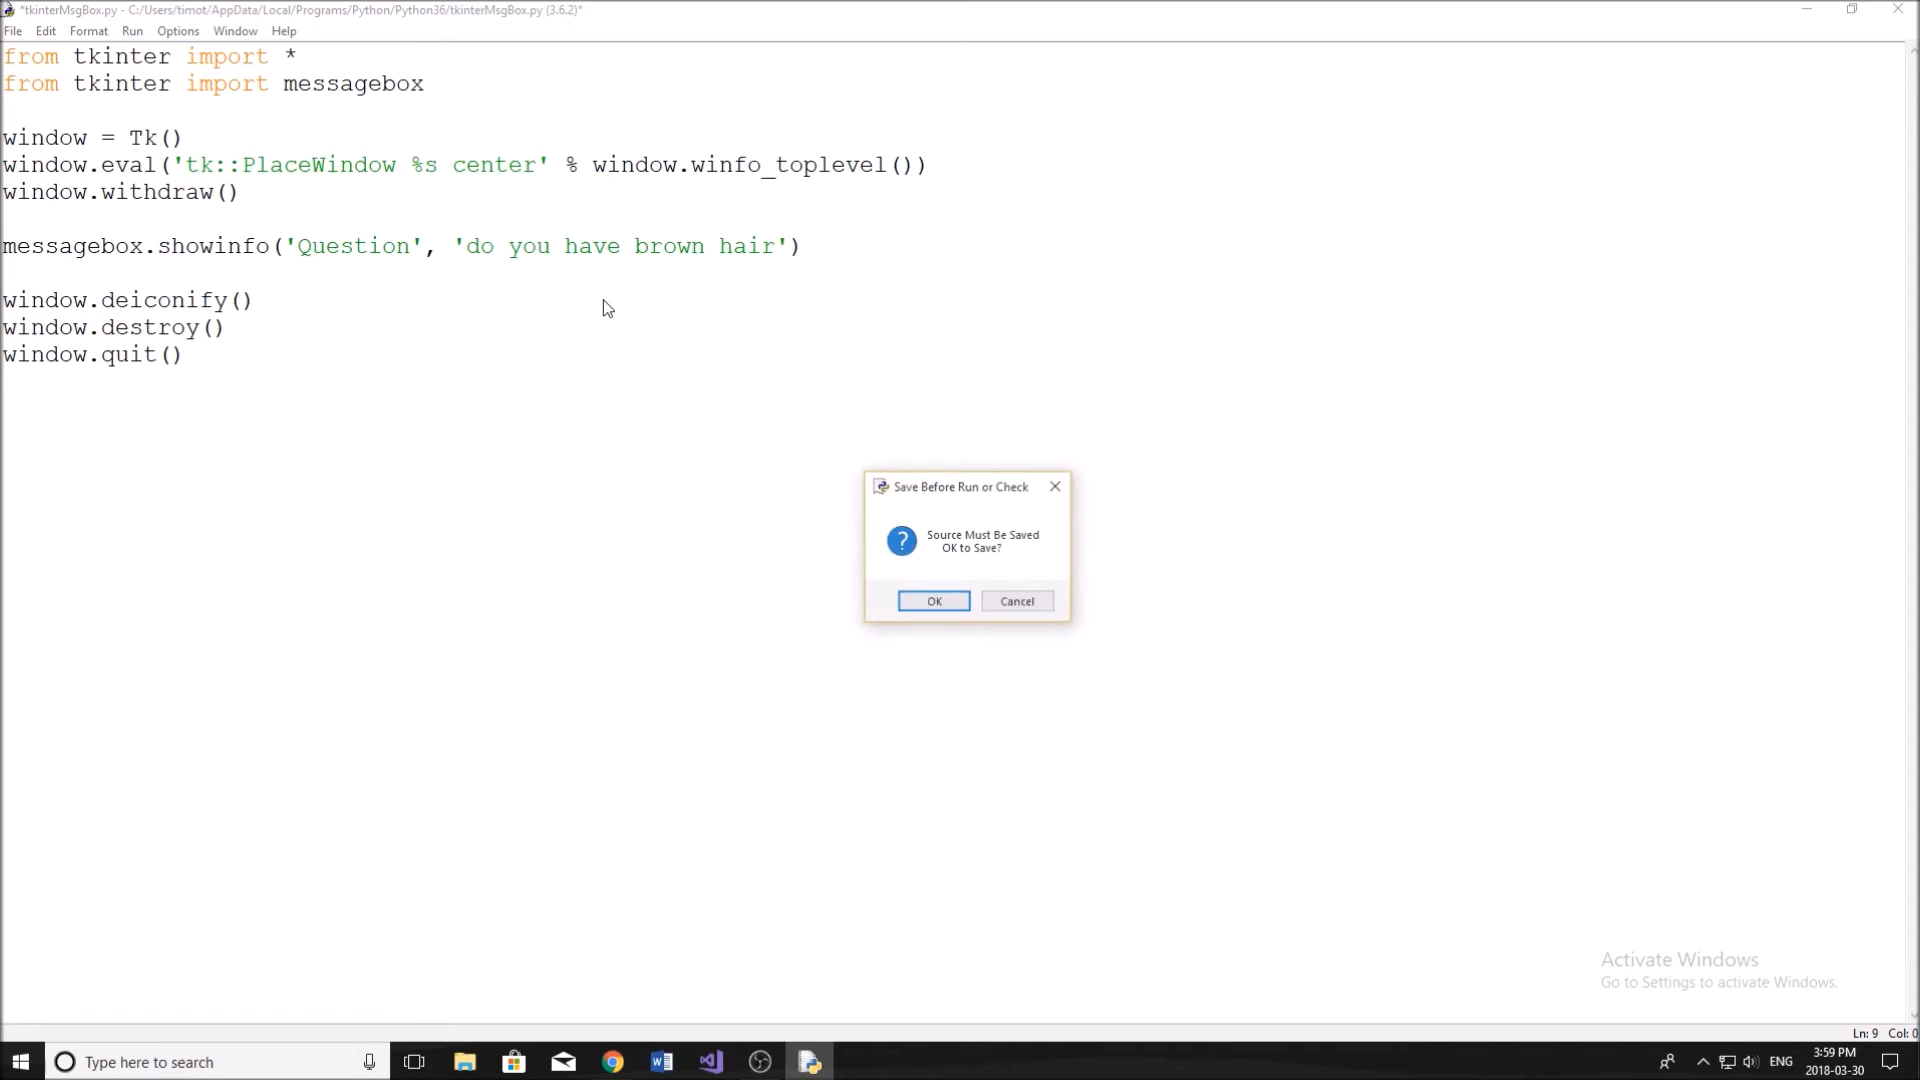 *tkinterMsgBox.py - C:/Users/timot/AppData/Local/Programs/Python/Python36/tkinterMsgBox.py (3.6.2)*
File Edit Format Run Options Window Help
from tkinter import *
from tkinter import messagebox
window = Tk()
window.eval('tk::PlaceWindow %s center' % window.winfo_toplevel())
window.withdraw()
messagebox.showinfo('Question', 'do you have brown hair')
window.deiconify()
window.destroy()
window.quit()
Save Before Run or Check
Source Must Be Saved
OK to Save?
OK Cancel
Activate Windows
Go to Settings to activate Windows.
Ln: 9 Col: 0
Type here to search
ENG
3:59 PM
2018-03-30